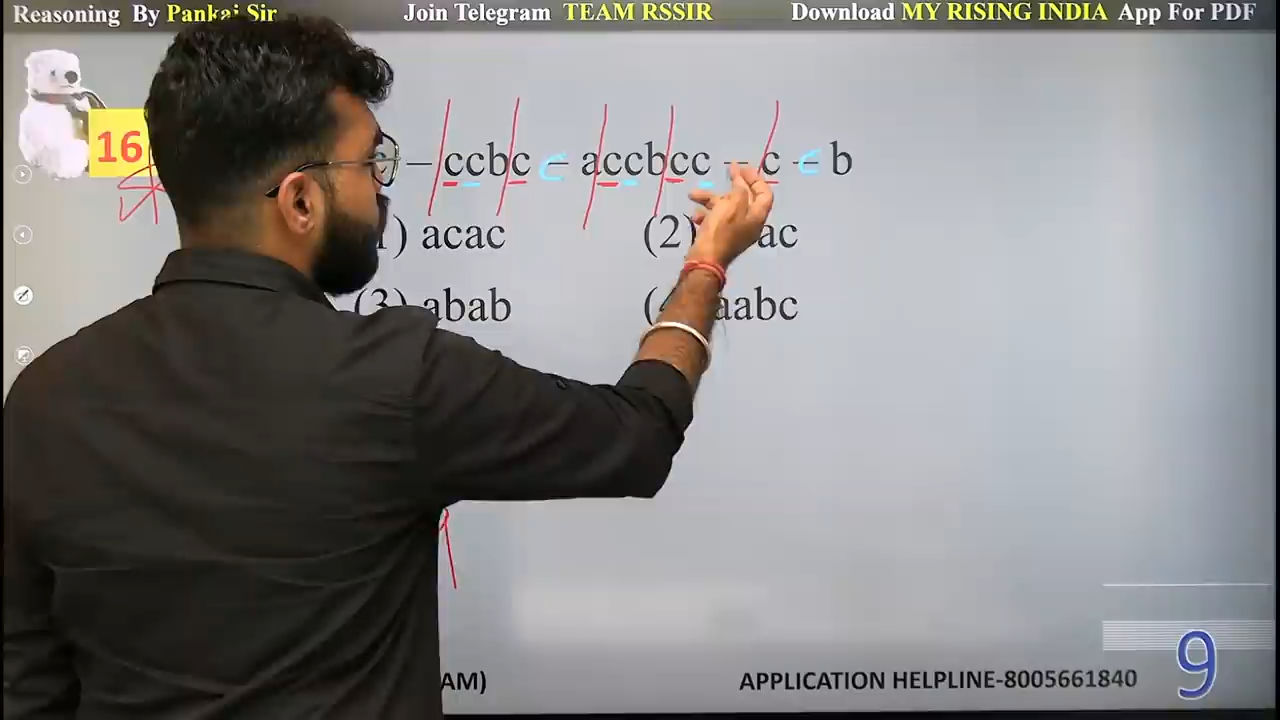 Reasoning By Pankaj Sir Join Telegram TEAM RSSIR Download MY RISING INDIA App For PDF
16 – ccbc – accbcc – c – b
1) acac (2) ac
(3) abab (4) aabc
AM) APPLICATION HELPLINE-8005661840 9